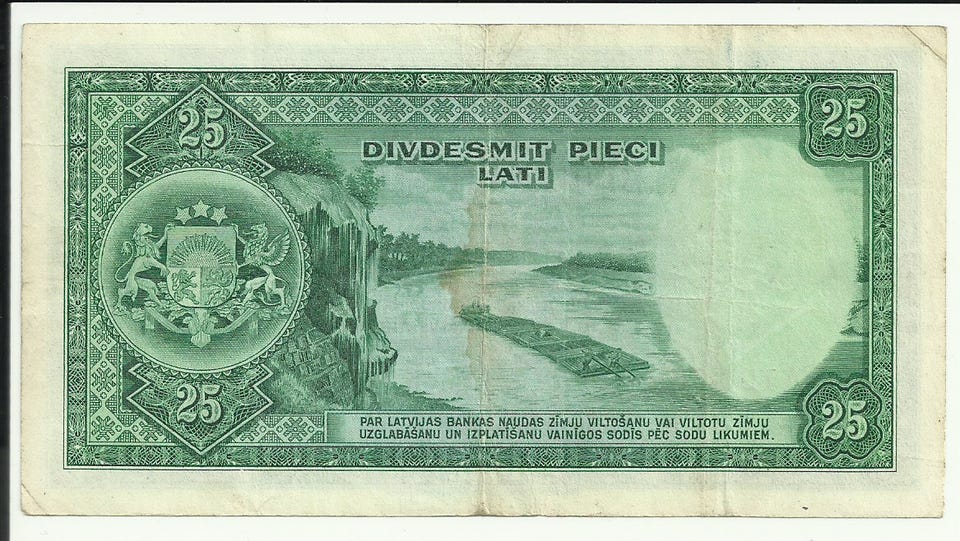 25
25
DIVDESMIT PIECI
LATI
25
25
PAR LATVIJAS BANKAS NAUDAS ZĪMJU VILTOŠANU VAI VILTOTU ZĪMJU
UZGLABĀŠANU UN IZPLATĪŠANU VAINĪGOS SODĪS PĒC SODU LIKUMIEM.